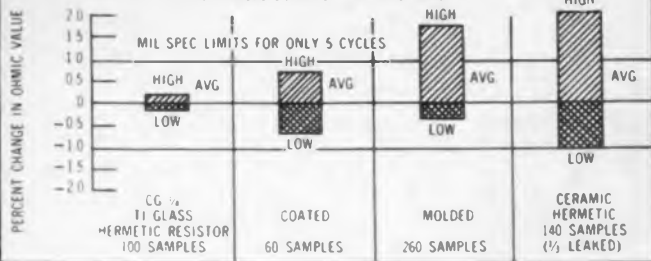 PERCENT CHANGE IN OHMIC VALUE
2.0
1.5
1.0
0.5
0
-0.5
-1.0
-1.5
-2.0
MIL SPEC LIMITS FOR ONLY 5 CYCLES
HIGH
AVG
LOW
HIGH
AVG
LOW
HIGH
AVG
LOW
HIGH
AVG
LOW
CG 1/8
TI GLASS
HERMETIC RESISTOR
100 SAMPLES
COATED
60 SAMPLES
MOLDED
260 SAMPLES
CERAMIC
HERMETIC
140 SAMPLES
(1/3 LEAKED)